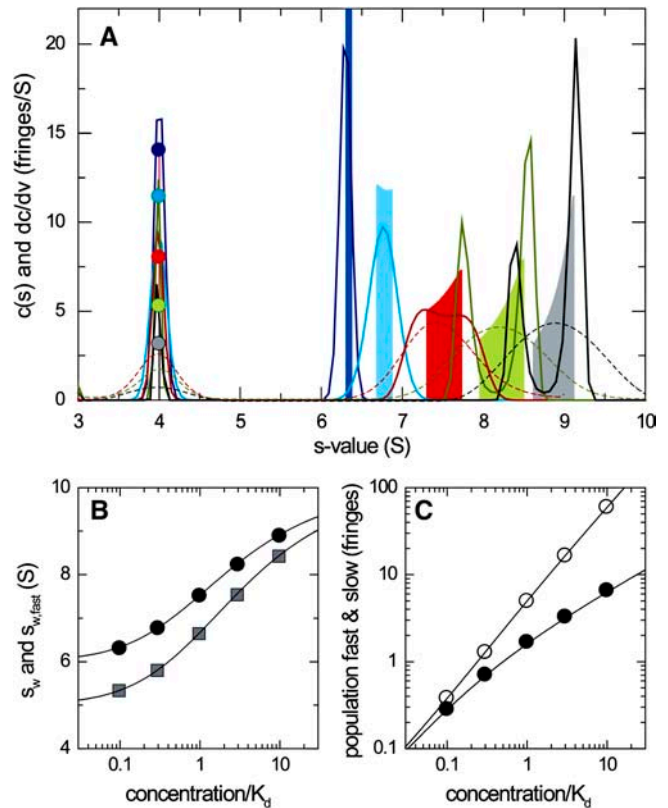 A
c(s) and dc/dv (fringes/S)
20
15
10
5
0
3 4 5 6 7 8 9 10
s-value (S)
B
s_w and s_w,fast (S)
10
8
6
4
0.1 1 10
concentration/K_d
C
population fast & slow (fringes)
100
10
1
0.1
0.1 1 10
concentration/K_d